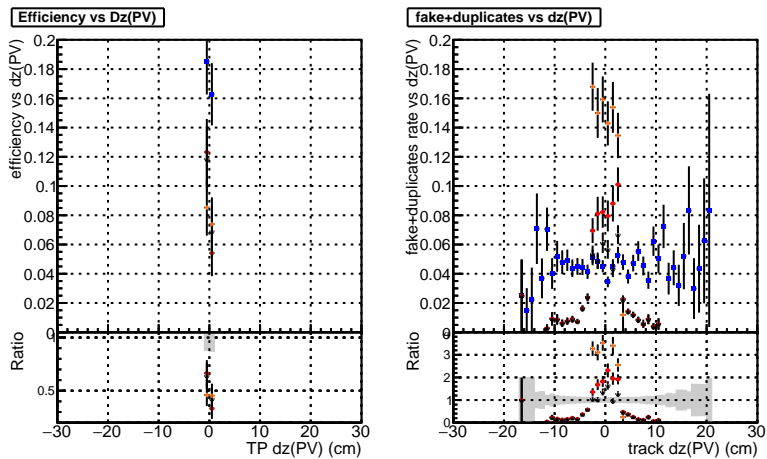 Efficiency vs Dz(PV)
efficiency vs dz(PV)
0.2
0.18
0.16
0.14
0.12
0.1
0.08
0.06
0.04
0.02
0
Ratio
1
0.5
−30 −20 −10 0 10 20 30
TP dz(PV) (cm)
fake+duplicates vs dz(PV)
fake+duplicates rate vs dz(PV)
0.2
0.18
0.16
0.14
0.12
0.1
0.08
0.06
0.04
0.02
0
Ratio
3
2
1
0
−30 −20 −10 0 10 20 30
track dz(PV) (cm)